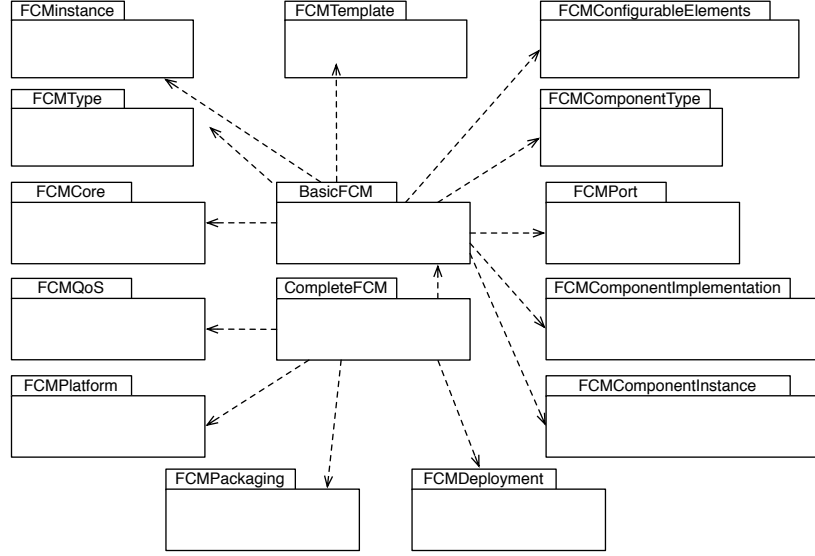 FCMinstance
FCMTemplate
FCMConfigurableElements
FCMType
FCMComponentType
FCMCore
BasicFCM
FCMPort
FCMQoS
CompleteFCM
FCMComponentImplementation
FCMPlatform
FCMComponentInstance
FCMPackaging
FCMDeployment